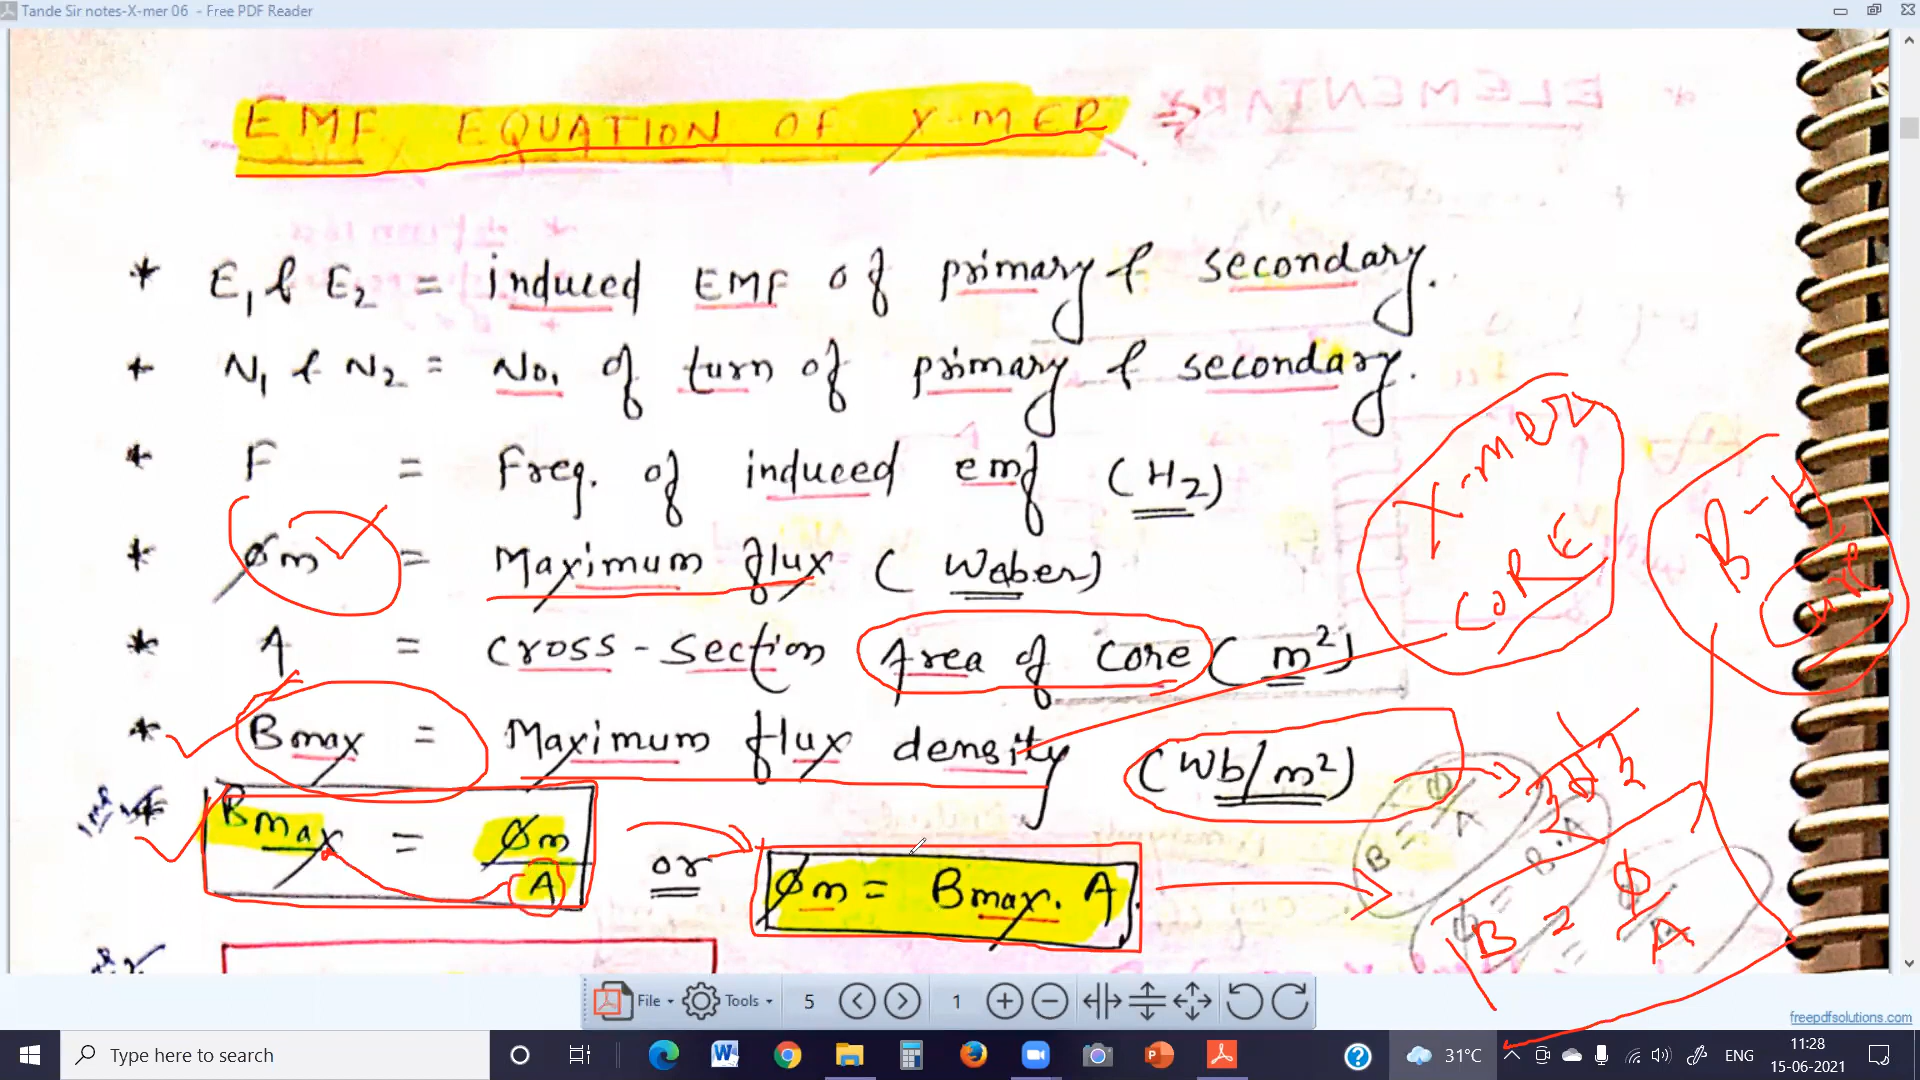 Tande Sir notes-X-mer 06 - Free PDF Reader
EMF EQUATION OF X-MER
* E1 & E2 = induced EMF of primary & secondary.
* N1 & N2 = No. of turn of primary & secondary.
* F = Freq. of induced emf (Hz)
* Øm = Maximum flux (Waber)
* A = Cross-section Area of Core (m²)
* Bmax = Maximum flux density (Wb/m²)
Bmax = Øm/A or Øm = Bmax. A
X-mer
CORE
B-H
B = Φ/A
B = Φ/A
Φ = B.A
File
Tools
5
1
freepdfsolutions.com
Type here to search
31°C
ENG
11:28
15-06-2021